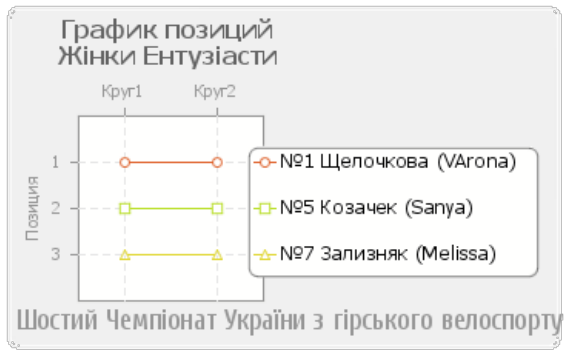 График позиций
Жінки Ентузіасти
Круг1 Круг2
Позиция
1 №1 Щелочкова (VArona)
2 №5 Козачек (Sanya)
3 №7 Зализняк (Melissa)
Шостий Чемпіонат України з гірського велоспорту